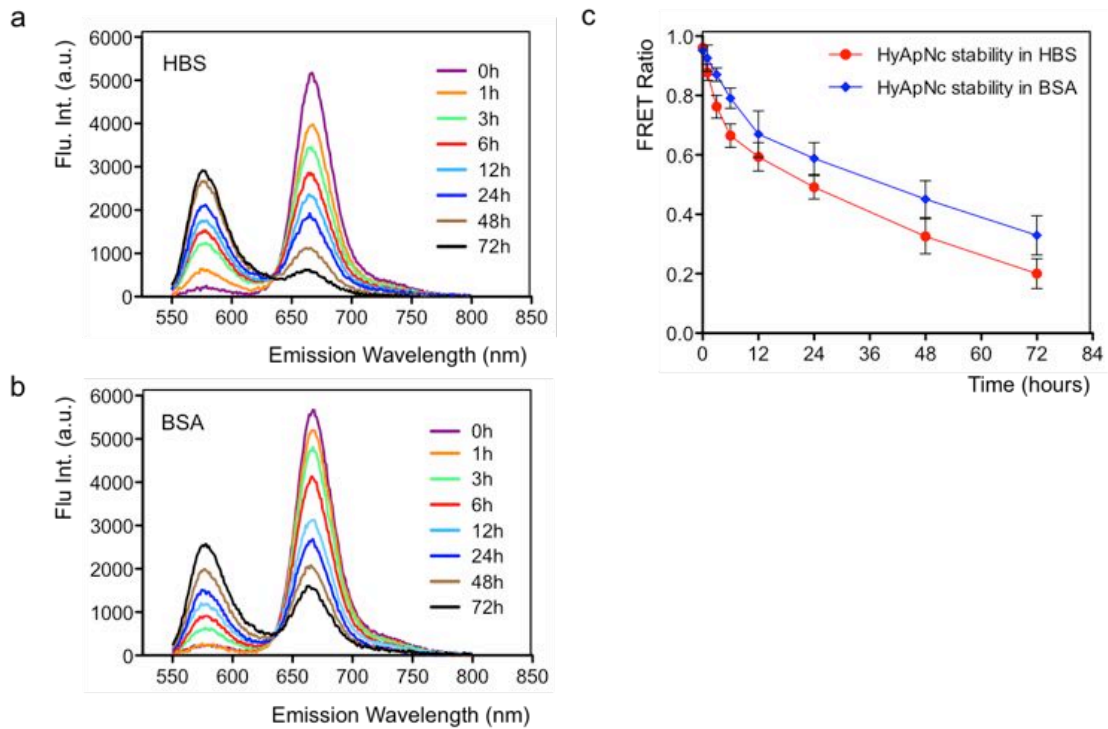 a
Flu. Int. (a.u.)
6000
5000
4000
3000
2000
1000
0
HBS
0h
1h
3h
6h
12h
24h
48h
72h
550 600 650 700 750 800 850
Emission Wavelength (nm)
b
Flu Int. (a.u.)
6000
5000
4000
3000
2000
1000
0
BSA
0h
1h
3h
6h
12h
24h
48h
72h
550 600 650 700 750 800 850
Emission Wavelength (nm)
c
FRET Ratio
1.0
0.8
0.6
0.4
0.2
0.0
HyApNc stability in HBS
HyApNc stability in BSA
0 12 24 36 48 60 72 84
Time (hours)